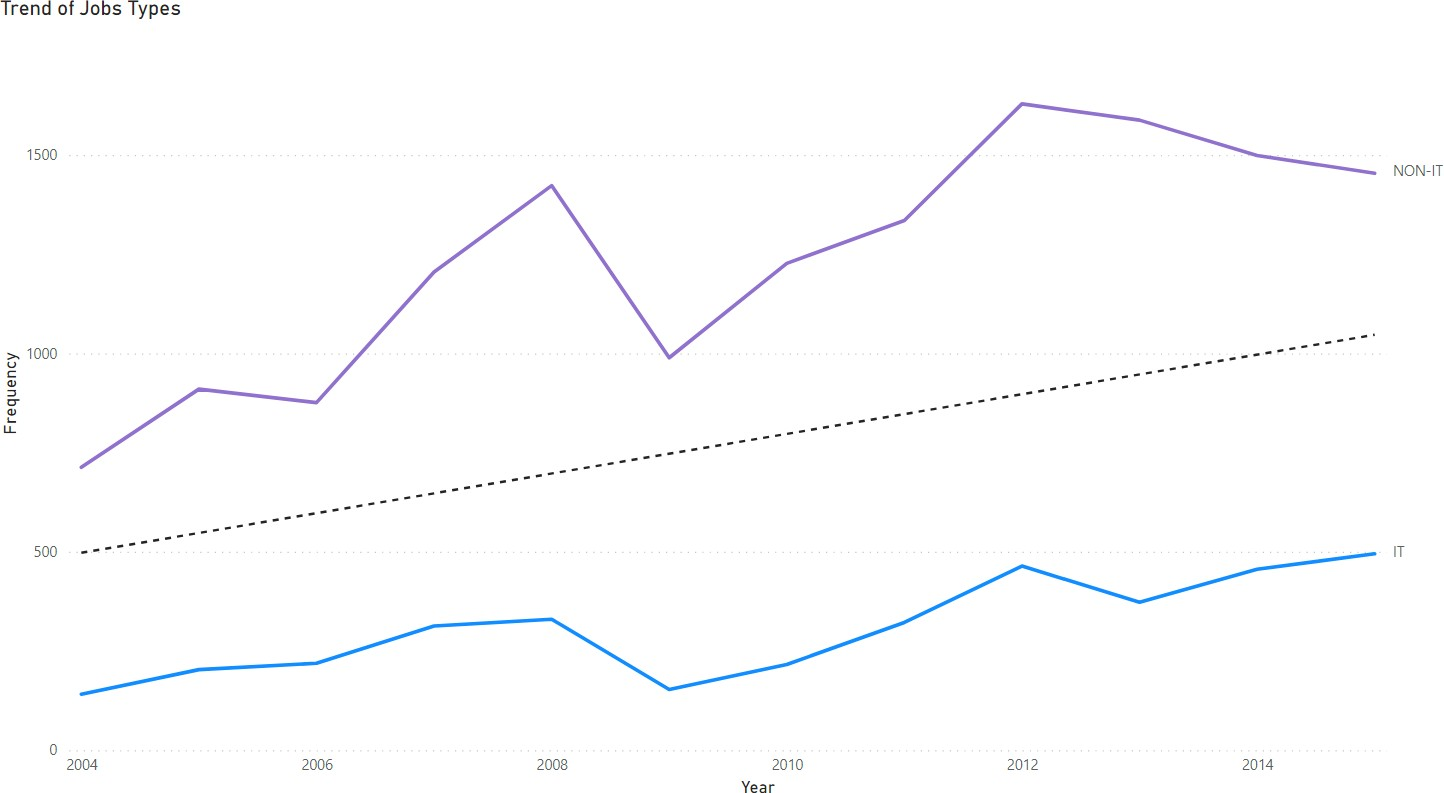 Trend of Jobs Types
1500
NON-IT
1000
Frequency
500
IT
0
2004 2006 2008 2010 2012 2014
Year